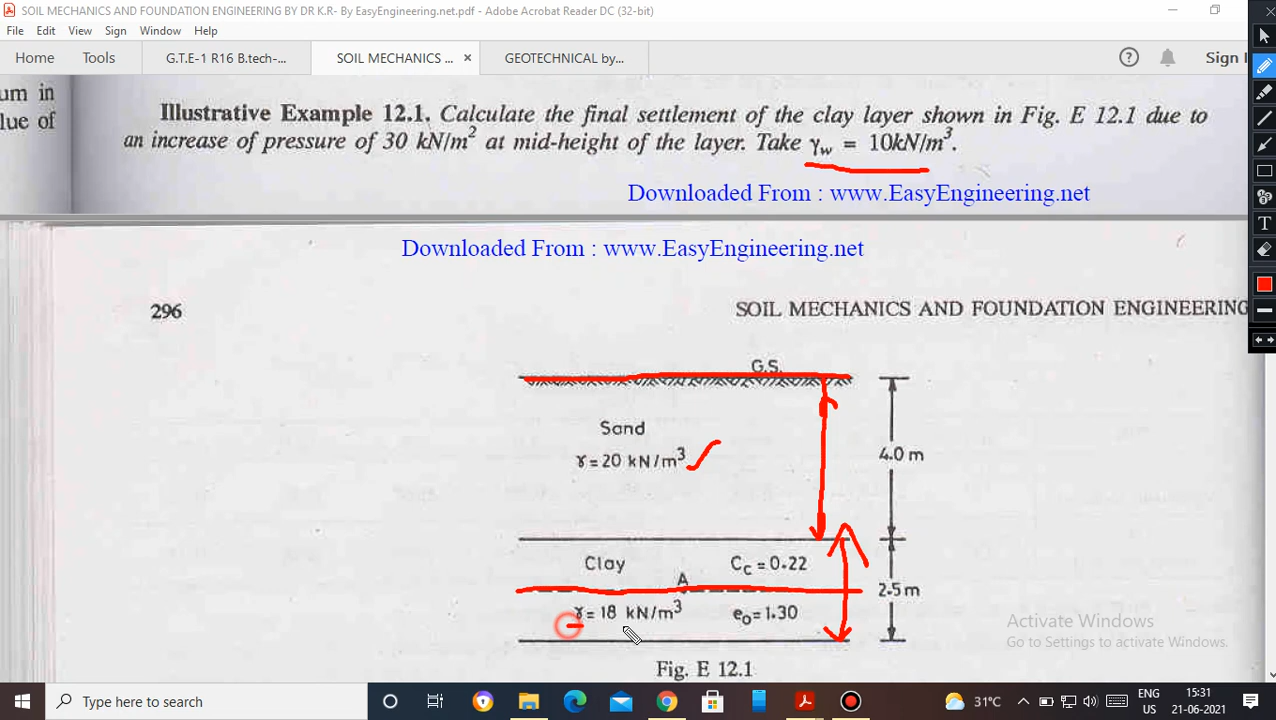 SOIL MECHANICS AND FOUNDATION ENGINEERING BY DR K.R- By EasyEngineering.net.pdf - Adobe Acrobat Reader DC (32-bit)
File Edit View Sign Window Help
Home Tools G.T.E-1 R16 B.tech-... SOIL MECHANICS ... × GEOTECHNICAL by... Sign I
um in
lue of
Illustrative Example 12.1. Calculate the final settlement of the clay layer shown in Fig. E 12.1 due to
an increase of pressure of 30 kN/m² at mid-height of the layer. Take γw = 10kN/m³.
Downloaded From : www.EasyEngineering.net
Downloaded From : www.EasyEngineering.net
296 SOIL MECHANICS AND FOUNDATION ENGINEERING
G.S.
Sand
γ = 20 kN/m³
4.0 m
Clay Cc = 0.22
A
2.5 m
γ = 18 kN/m³ e₀ = 1.30
Fig. E 12.1
Activate Windows
Go to Settings to activate Windows.
Type here to search
31°C
ENG
US
15:31
21-06-2021